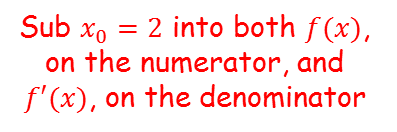 Sub x₀ = 2 into both f(x),
on the numerator, and
f'(x), on the denominator